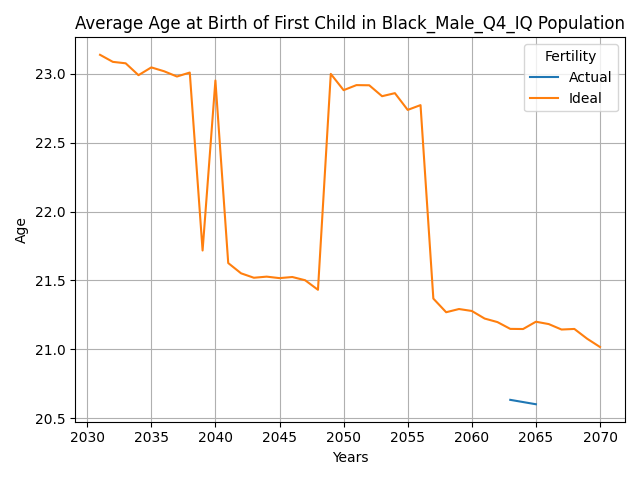 Average Age at Birth of First Child in Black_Male_Q4_IQ Population
Fertility
Actual
Ideal
Age
23.0
22.5
22.0
21.5
21.0
20.5
2030 2035 2040 2045 2050 2055 2060 2065 2070
Years